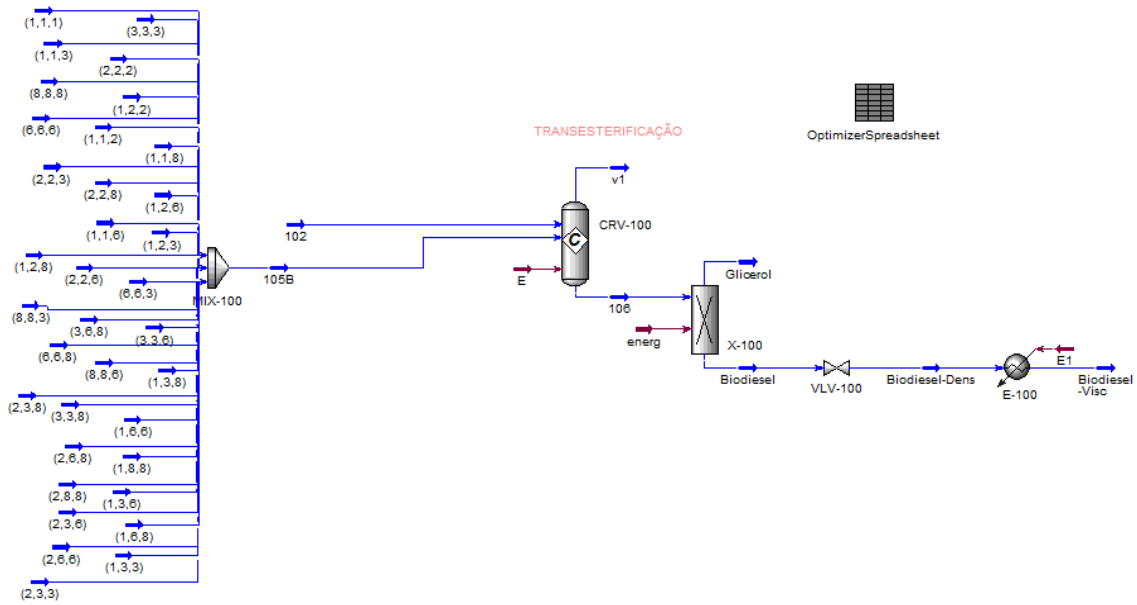 (1,1,1)
(3,3,3)
(1,1,3)
(2,2,2)
(8,8,8)
(1,2,2)
(6,6,6)
(1,1,2)
(1,1,8)
(2,2,3)
(2,2,8)
(1,2,6)
(1,1,6)
(1,2,3)
(1,2,8)
(2,2,6)
(6,6,3)
MIX-100
(8,8,3)
(3,6,8)
(3,3,6)
(6,6,8)
(8,8,6)
(1,3,8)
(2,3,8)
(3,3,8)
(1,6,6)
(2,6,8)
(1,8,8)
(2,8,8)
(1,3,6)
(2,3,6)
(1,6,8)
(2,6,6)
(1,3,3)
(2,3,3)
102
105B
TRANSESTERIFICAÇÃO
v1
CRV-100
C
E
106
energ
Glicerol
X-100
Biodiesel
VLV-100
Biodiesel-Dens
E-100
E1
Biodiesel
-Visc
OptimizerSpreadsheet